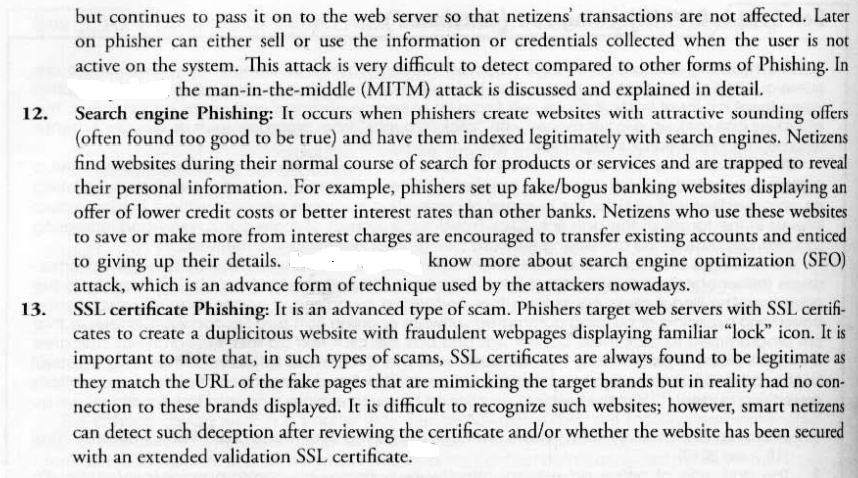 but continues to pass it on to the web server so that netizens' transactions are not affected. Later
on phisher can either sell or use the information or credentials collected when the user is not
active on the system. This attack is very difficult to detect compared to other forms of Phishing. In
the man-in-the-middle (MITM) attack is discussed and explained in detail.
12. Search engine Phishing: It occurs when phishers create websites with attractive sounding offers
(often found too good to be true) and have them indexed legitimately with search engines. Netizens
find websites during their normal course of search for products or services and are trapped to reveal
their personal information. For example, phishers set up fake/bogus banking websites displaying an
offer of lower credit costs or better interest rates than other banks. Netizens who use these websites
to save or make more from interest charges are encouraged to transfer existing accounts and enticed
to giving up their details. know more about search engine optimization (SEO)
attack, which is an advance form of technique used by the attackers nowadays.
13. SSL certificate Phishing: It is an advanced type of scam. Phishers target web servers with SSL certifi-
cates to create a duplicitous website with fraudulent webpages displaying familiar "lock" icon. It is
important to note that, in such types of scams, SSL certificates are always found to be legitimate as
they match the URL of the fake pages that are mimicking the target brands but in reality had no con-
nection to these brands displayed. It is difficult to recognize such websites; however, smart netizens
can detect such deception after reviewing the certificate and/or whether the website has been secured
with an extended validation SSL certificate.